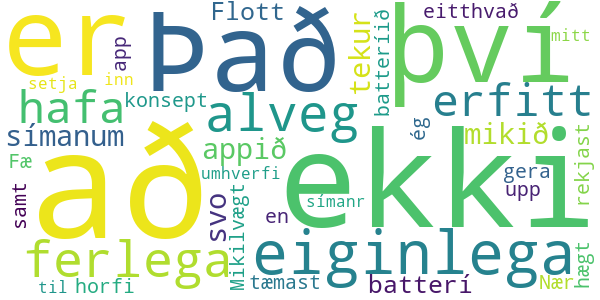 er
app
setja
inn
Flott
Það
tekur
batteríið
eitthvað
því
mitt
hafa
konsept
alveg
erfitt
símanum
appið
ég
mikið
Fæ
að
umhverfi
ekki
gera
upp
rekjast
samt
ferlega
Mikilvægt
svo
en
símanr
eiginlega
hægt
til
horfi
tæmast
batterí
Nær